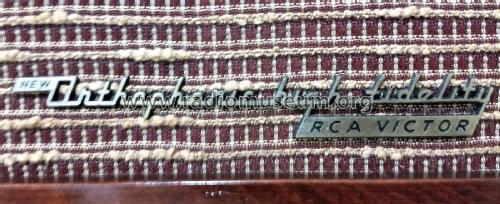 NEW Orthophonic high fidelity
RCA VICTOR
www.radiomuseum.org